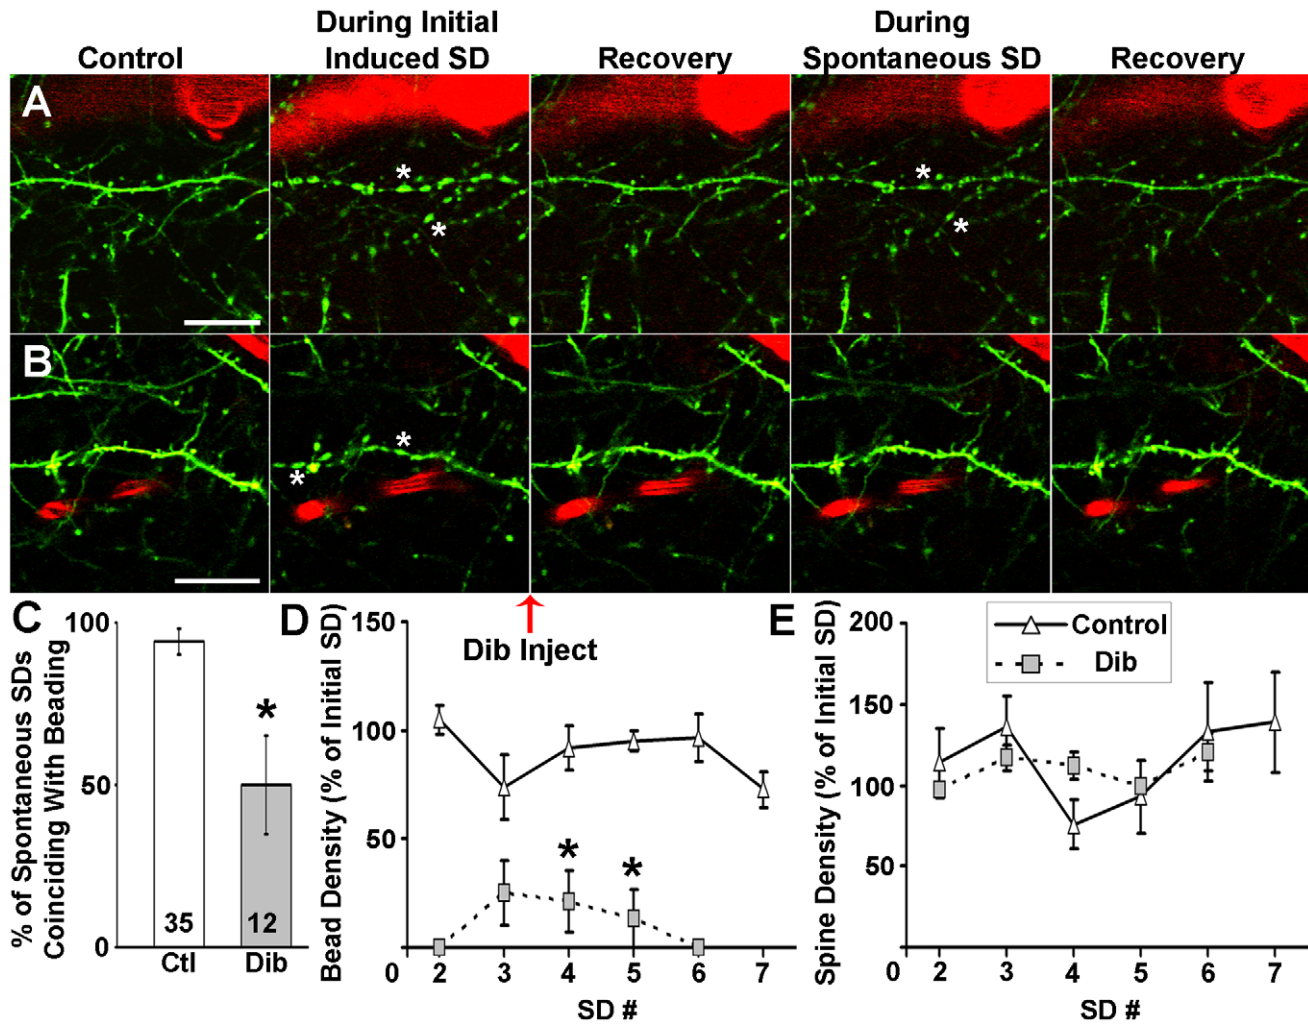 Control
During Initial
Induced SD
Recovery
During
Spontaneous SD
Recovery
A
*
*
*
*
B
*
*
C
% of Spontaneous SDs
Coinciding With Beading
100
50
0
*
35
12
Ctl
Dib
Dib Inject
D
Bead Density (% of Initial SD)
150
100
50
0
*
*
2 3 4 5 6 7
SD #
E
Spine Density (% of Initial SD)
200
150
100
50
0
Control
Dib
2 3 4 5 6 7
SD #